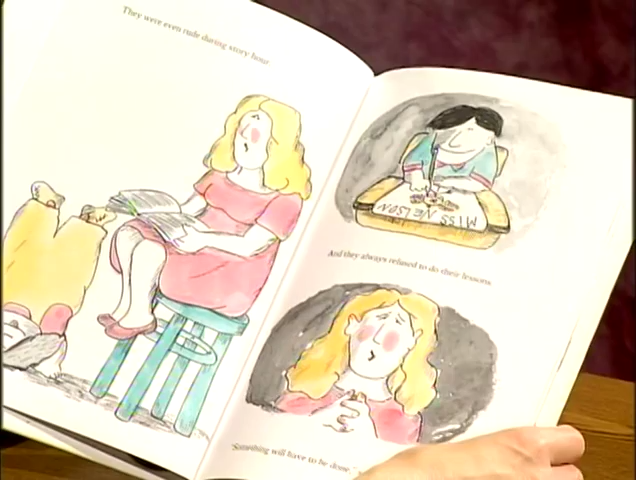 They were even rude during story hour.
MISS NELSON
And they always refused to do their lessons.
"Something will have to be done,"